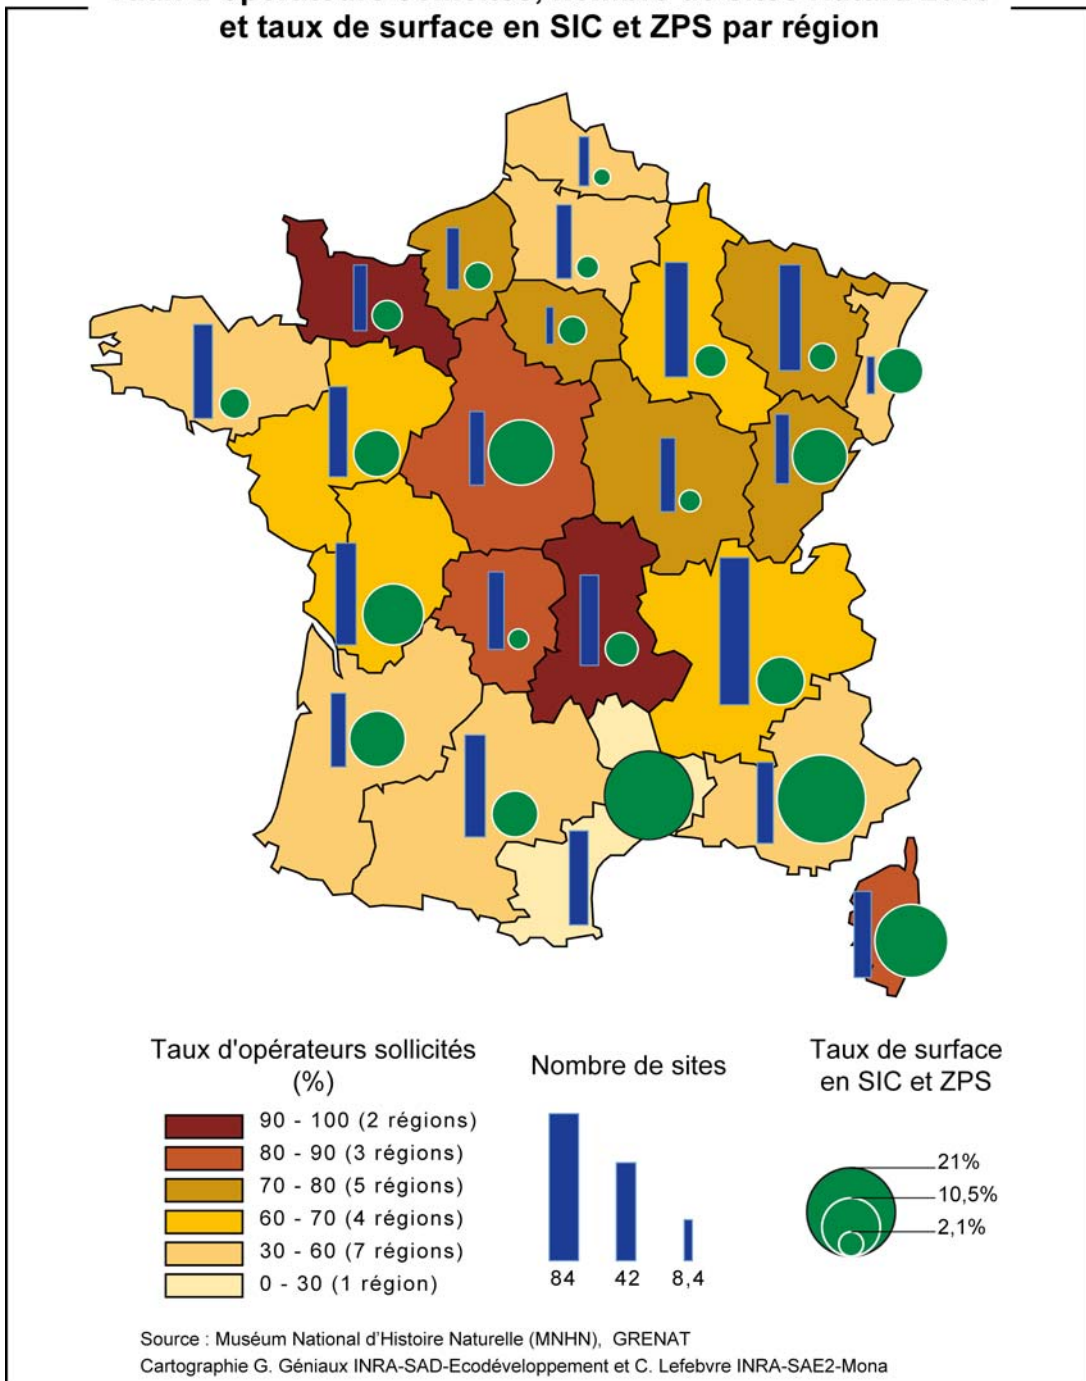 et taux de surface en SIC et ZPS par région
Taux d'opérateurs sollicités
(%)
90 - 100 (2 régions)
80 - 90 (3 régions)
70 - 80 (5 régions)
60 - 70 (4 régions)
30 - 60 (7 régions)
0 - 30 (1 région)
Nombre de sites
84 42 8,4
Taux de surface
en SIC et ZPS
21%
10,5%
2,1%
Source : Muséum National d'Histoire Naturelle (MNHN), GRENAT
Cartographie G. Géniaux INRA-SAD-Ecodéveloppement et C. Lefebvre INRA-SAE2-Mona